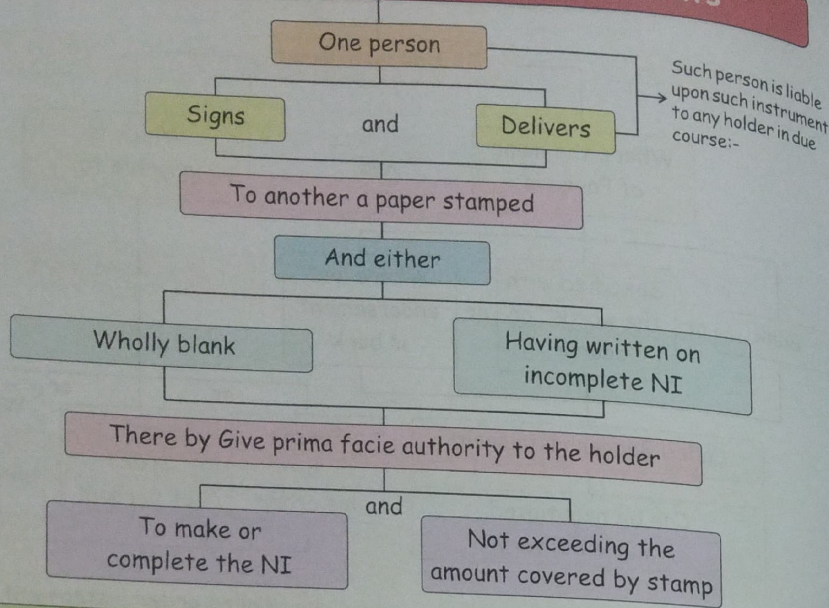 One person
Such person is liable
upon such instrument
to any holder in due
course:-
Signs
and
Delivers
To another a paper stamped
And either
Wholly blank
Having written on
incomplete NI
There by Give prima facie authority to the holder
and
To make or
complete the NI
Not exceeding the
amount covered by stamp